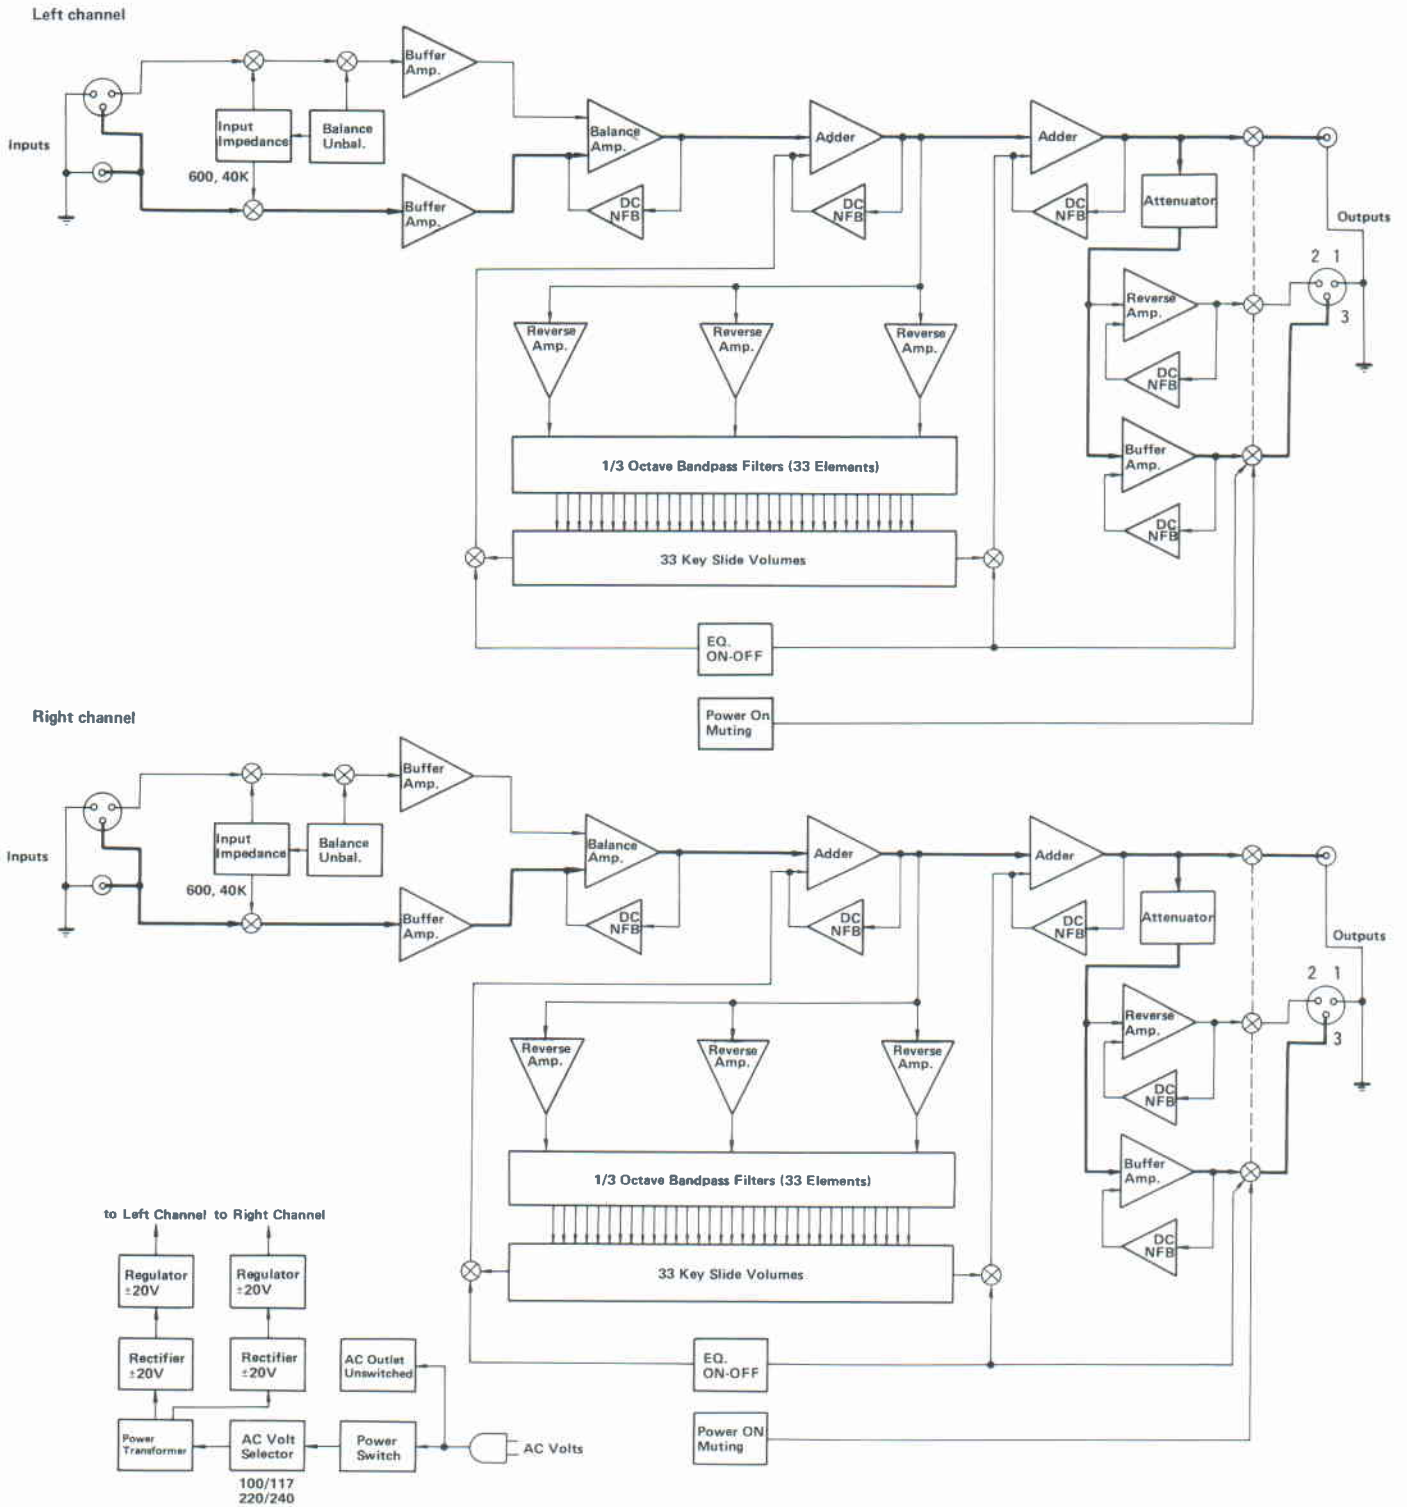 Left channel
Buffer
Amp.
Input
Impedance
Balance
Unbal.
Inputs
600, 40K
Buffer
Amp.
Balance
Amp.
DC
NFB
Adder
DC
NFB
Adder
DC
NFB
Attenuator
Outputs
2 1
3
Reverse
Amp.
DC
NFB
Buffer
Amp.
DC
NFB
Reverse
Amp.
Reverse
Amp.
Reverse
Amp.
1/3 Octave Bandpass Filters (33 Elements)
33 Key Slide Volumes
EQ.
ON-OFF
Power On
Muting
Right channel
Buffer
Amp.
Input
Impedance
Balance
Unbal.
Inputs
600, 40K
Buffer
Amp.
Balance
Amp.
DC
NFB
Adder
DC
NFB
Adder
DC
NFB
Attenuator
Outputs
2 1
3
Reverse
Amp.
DC
NFB
Buffer
Amp.
DC
NFB
Reverse
Amp.
Reverse
Amp.
Reverse
Amp.
1/3 Octave Bandpass Filters (33 Elements)
33 Key Slide Volumes
EQ.
ON-OFF
Power ON
Muting
to Left Channel to Right Channel
Regulator
±20V
Regulator
±20V
Rectifier
±20V
Rectifier
±20V
AC Outlet
Unswitched
Power
Transformer
AC Volt
Selector
Power
Switch
AC Volts
100/117
220/240